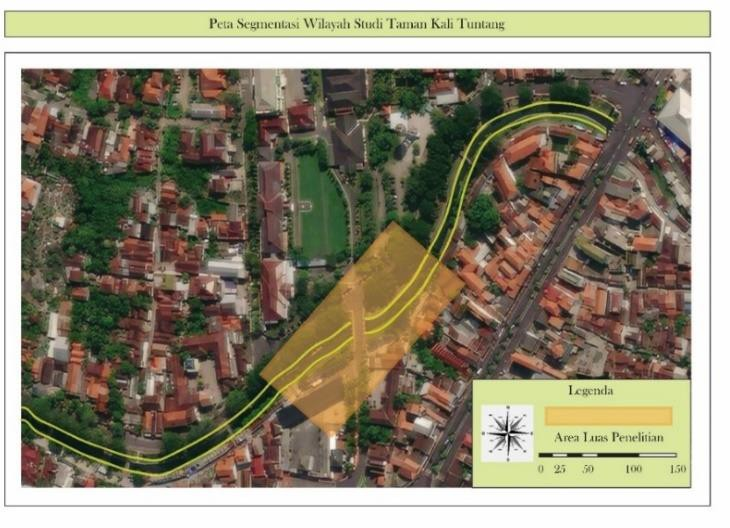 Peta Segmentasi Wilayah Studi Taman Kali Tuntang
Legenda
Area Luas Penelitian
0 25 50 100 150